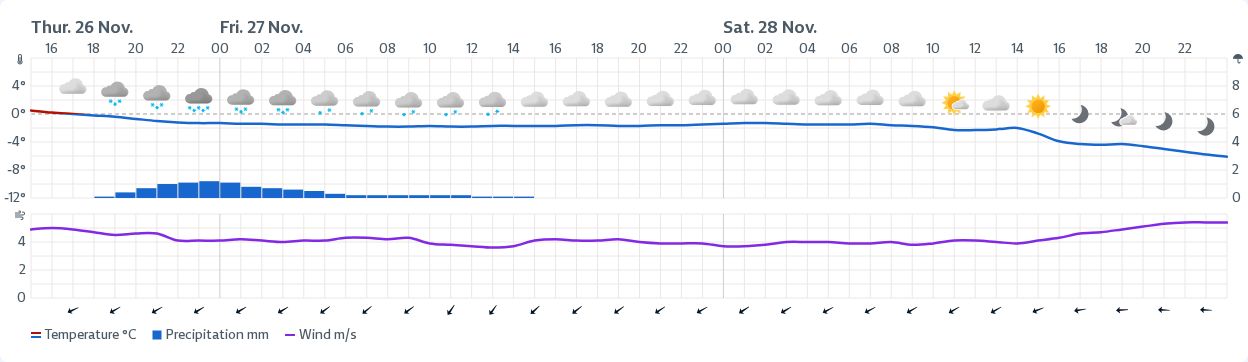 Thur. 26 Nov. Fri. 27 Nov. Sat. 28 Nov.
16 18 20 22 00 02 04 06 08 10 12 14 16 18 20 22 00 02 04 06 08 10 12 14 16 18 20 22
4° 8
0° 6
-4° 4
-8° 2
-12° 0
4
2
0
Temperature °C Precipitation mm Wind m/s